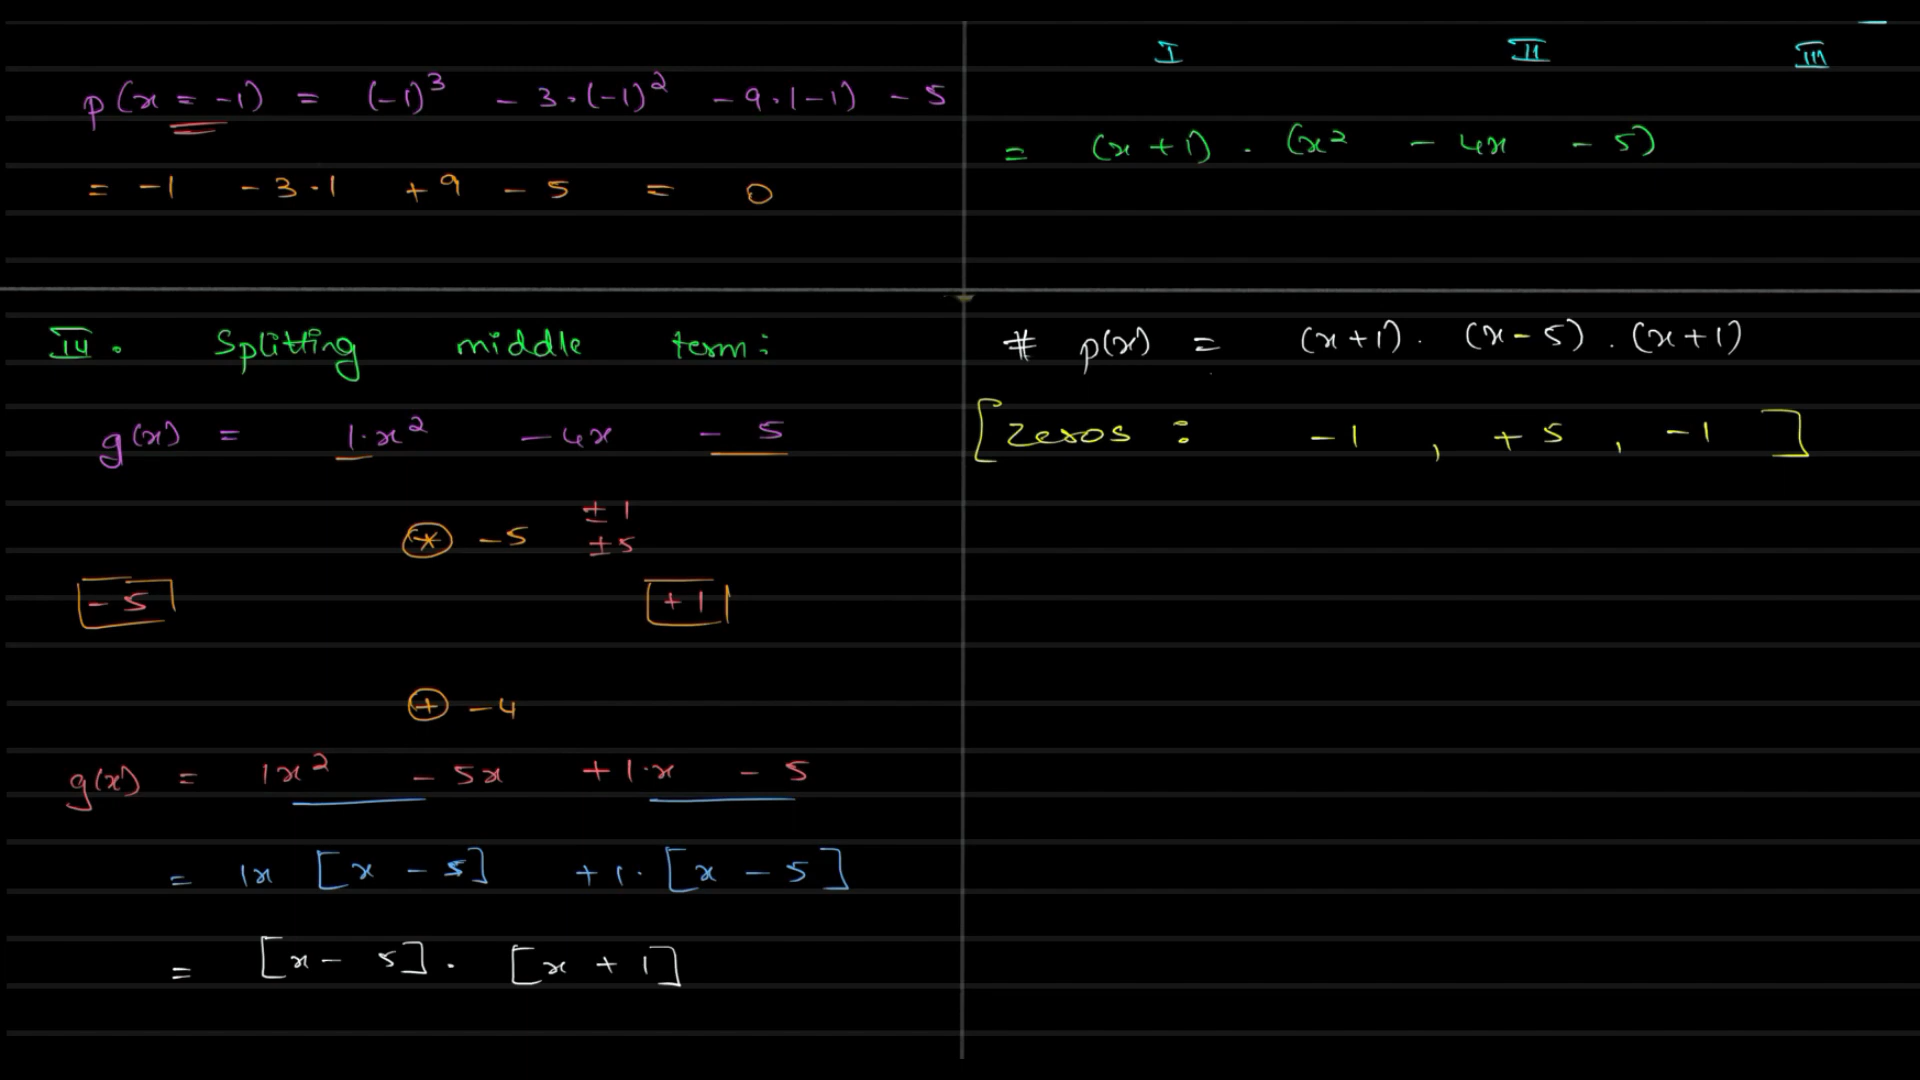 p(x = -1) = (-1)³ - 3·(-1)² - 9·(-1) - 5
= -1 - 3·1 + 9 - 5 = 0
I II III
= (x + 1) · (x² - 4x - 5)
IV. Splitting middle term:
g(x) = 1·x² - 4x - 5
* -5 ±1
±5
-5 +1
+ -4
g(x) = 1x² - 5x + 1·x - 5
= 1x [x - 5] + 1· [x - 5]
= [x - 5] · [x + 1]
# p(x) = (x + 1) · (x - 5) · (x + 1)
[zeros : -1 , +5 , -1]